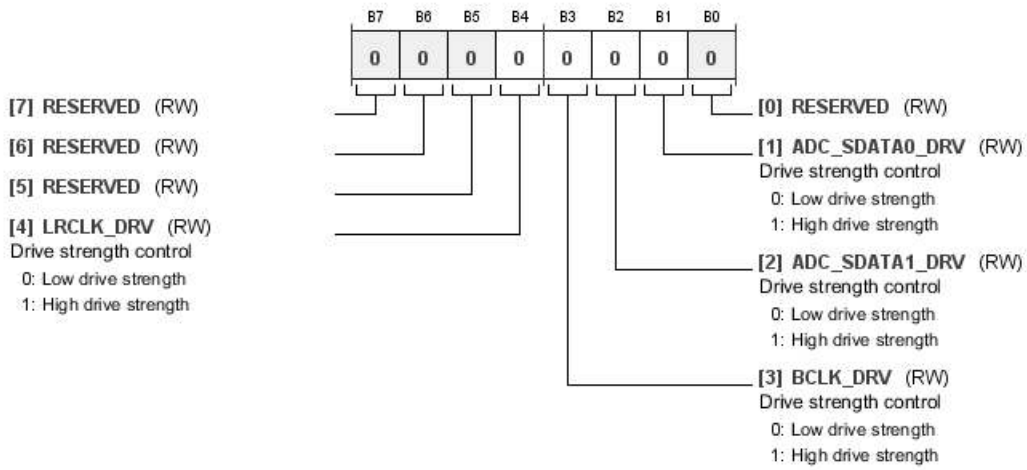 B7 B6 B5 B4 B3 B2 B1 B0
0 0 0 0 0 0 0 0
[7] RESERVED (RW)
[6] RESERVED (RW)
[5] RESERVED (RW)
[4] LRCLK_DRV (RW)
Drive strength control
0: Low drive strength
1: High drive strength
[0] RESERVED (RW)
[1] ADC_SDATA0_DRV (RW)
Drive strength control
0: Low drive strength
1: High drive strength
[2] ADC_SDATA1_DRV (RW)
Drive strength control
0: Low drive strength
1: High drive strength
[3] BCLK_DRV (RW)
Drive strength control
0: Low drive strength
1: High drive strength